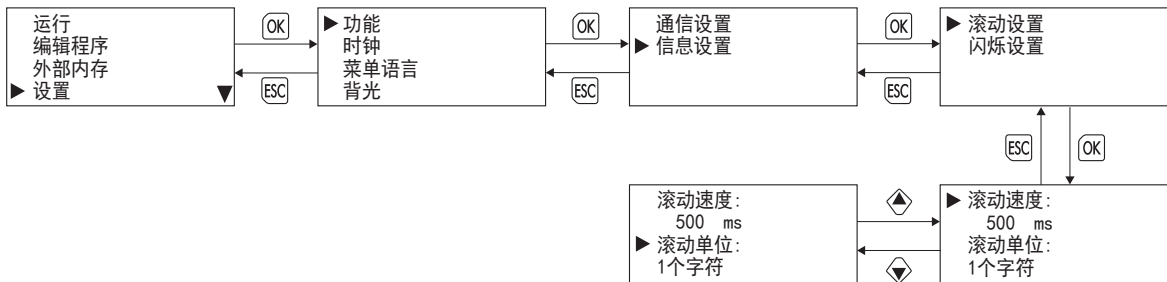 运行
编辑程序
外部内存
▶ 设置 ▼
OK
ESC
▶ 功能
时钟
菜单语言
背光
OK
ESC
通信设置
▶ 信息设置
OK
ESC
▶ 滚动设置
闪烁设置
ESC
OK
滚动速度:
500 ms
▶ 滚动单位:
1个字符
▶ 滚动速度:
500 ms
滚动单位:
1个字符